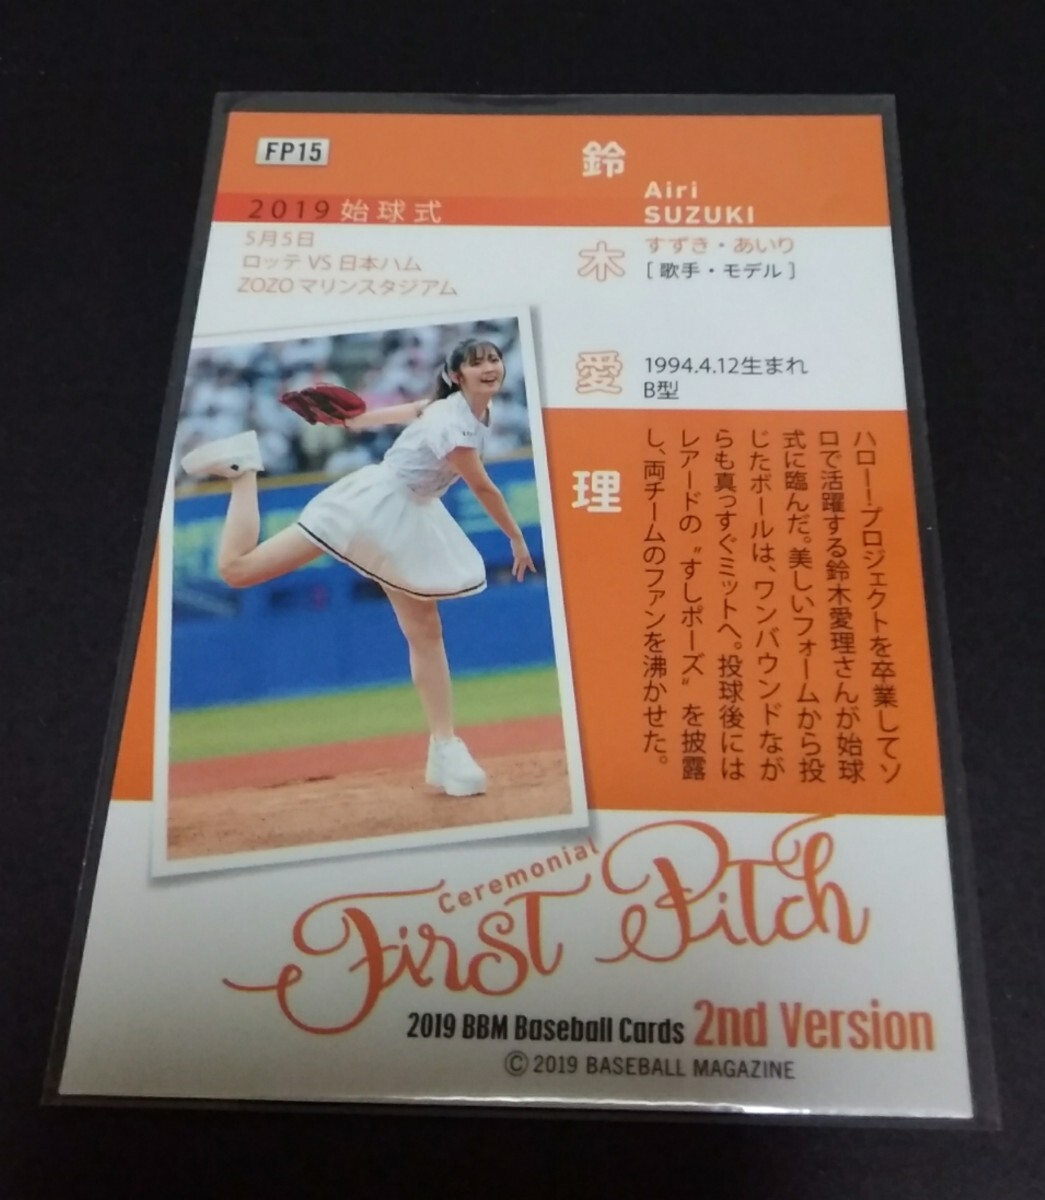 FP15
2019 始球式
5月5日
ロッテ VS 日本ハム
ZOZO マリンスタジアム
鈴木愛理
Airi
SUZUKI
すずき・あいり
[ 歌手・モデル ]
1994.4.12生まれ
B型
ハロー!プロジェクトを卒業してソ
ロで活躍する鈴木愛理さんが始球
式に臨んだ。美しいフォームから投
じたボールは、ワンバウンドなが
らも真っすぐミットへ。投球後には
レアードの〝すしポーズ〟を披露
し、両チームのファンを沸かせた。
Ceremonial
First Pitch
2019 BBM Baseball Cards 2nd Version
© 2019 BASEBALL MAGAZINE